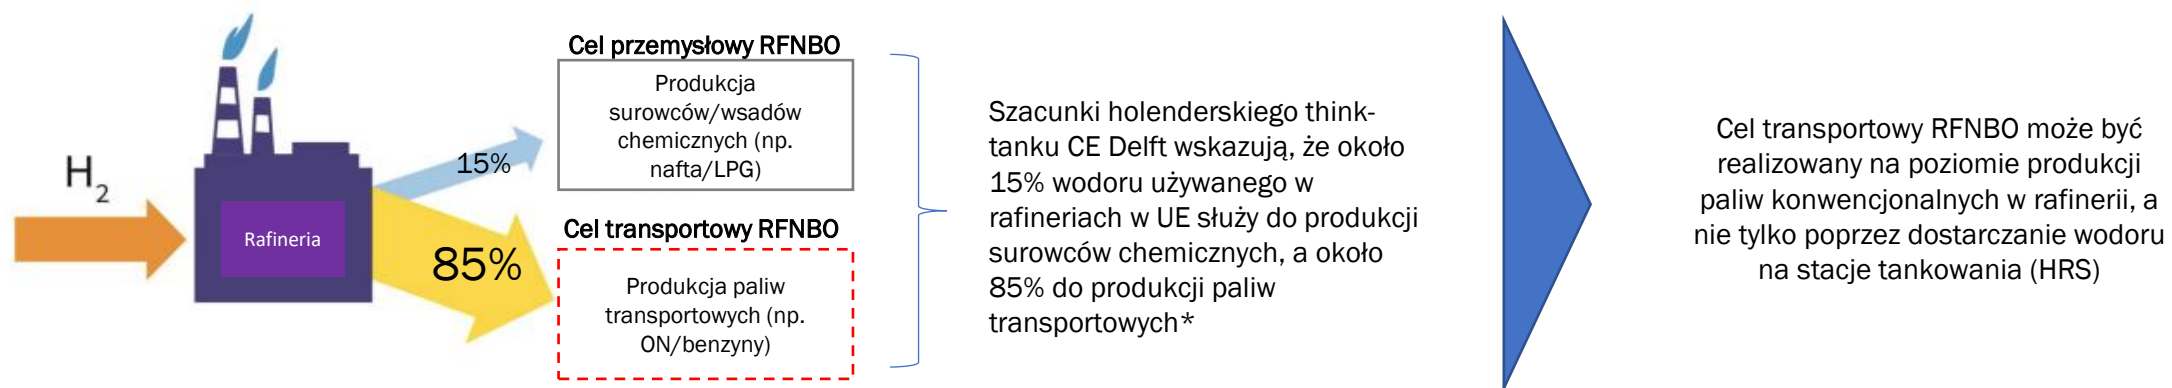 H2
Rafineria
15%
85%
Cel przemysłowy RFNBO
Produkcja
surowców/wsadów
chemicznych (np.
nafta/LPG)
Cel transportowy RFNBO
Produkcja paliw
transportowych (np.
ON/benzyny)
Szacunki holenderskiego think-
tanku CE Delft wskazują, że około
15% wodoru używanego w
rafineriach w UE służy do produkcji
surowców chemicznych, a około
85% do produkcji paliw
transportowych*
Cel transportowy RFNBO może być
realizowany na poziomie produkcji
paliw konwencjonalnych w rafinerii, a
nie tylko poprzez dostarczanie wodoru
na stacje tankowania (HRS)